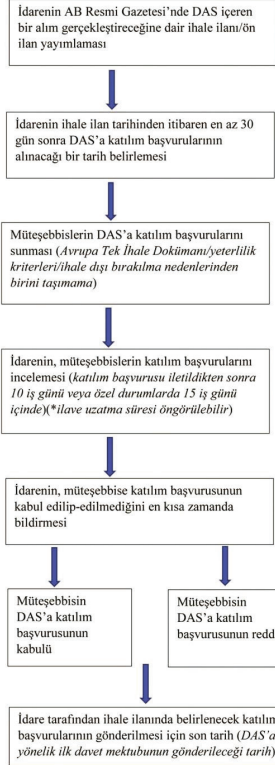 İdarenin AB Resmi Gazetesi’nde DAS içeren
bir alım gerçekleştireceğine dair ihale ilanı/ön
ilan yayımlaması
İdarenin ihale ilan tarihinden itibaren en az 30
gün sonra DAS’a katılım başvurularının
alınacağı bir tarih belirlemesi
Müteşebbislerin DAS’a katılım başvurularını
sunması (Avrupa Tek İhale Dokümanı/yeterlilik
kriterleri/ihale dışı bırakılma nedenlerinden
birini taşımama)
İdarenin, müteşebbislerin katılım başvurularını
incelemesi (katılım başvurusu iletildikten sonra
10 iş günü veya özel durumlarda 15 iş günü
içinde)(*ilave uzatma süresi öngörülebilir)
İdarenin, müteşebbise katılım başvurusunun
kabul edilip-edilmediğini en kısa zamanda
bildirmesi
Müteşebbisin
DAS’a katılım
başvurusunun
kabulü
Müteşebbisin
DAS’a katılım
başvurusunun redd
İdare tarafından ihale ilanında belirlenecek katılım
başvurularının gönderilmesi için son tarih (DAS’a
yönelik ilk davet mektubunun gönderileceği tarih)